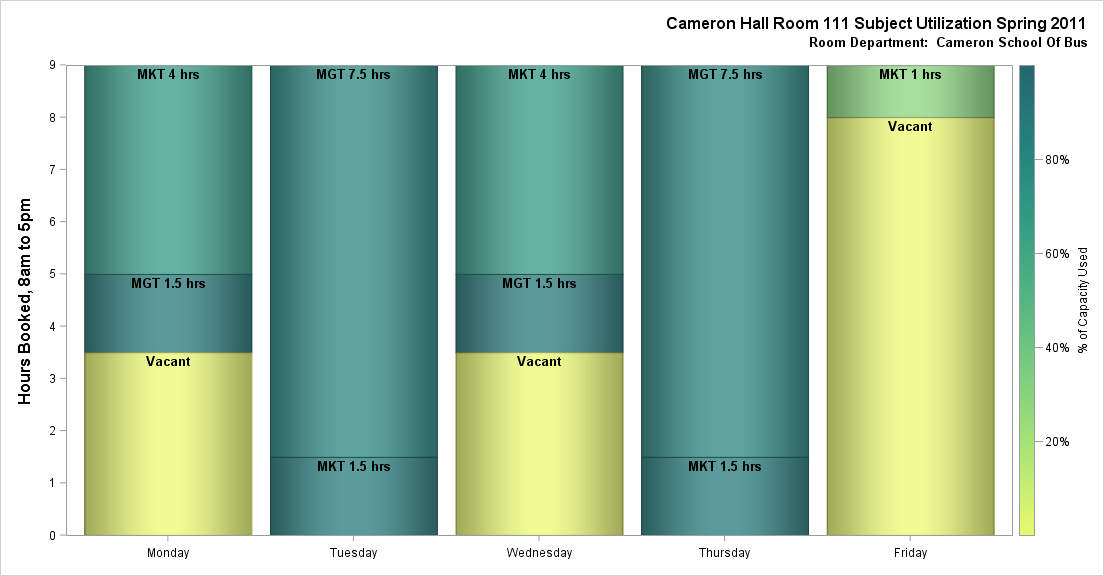 Cameron Hall Room 111 Subject Utilization Spring 2011
Room Department:  Cameron School Of Bus
Hours Booked, 8am to 5pm
9
8
7
6
5
4
3
2
1
0
MKT 4 hrs
MGT 1.5 hrs
Vacant
MGT 7.5 hrs
MKT 1.5 hrs
MKT 4 hrs
MGT 1.5 hrs
Vacant
MGT 7.5 hrs
MKT 1.5 hrs
MKT 1 hrs
Vacant
Monday
Tuesday
Wednesday
Thursday
Friday
80%
60%
40%
20%
% of Capacity Used